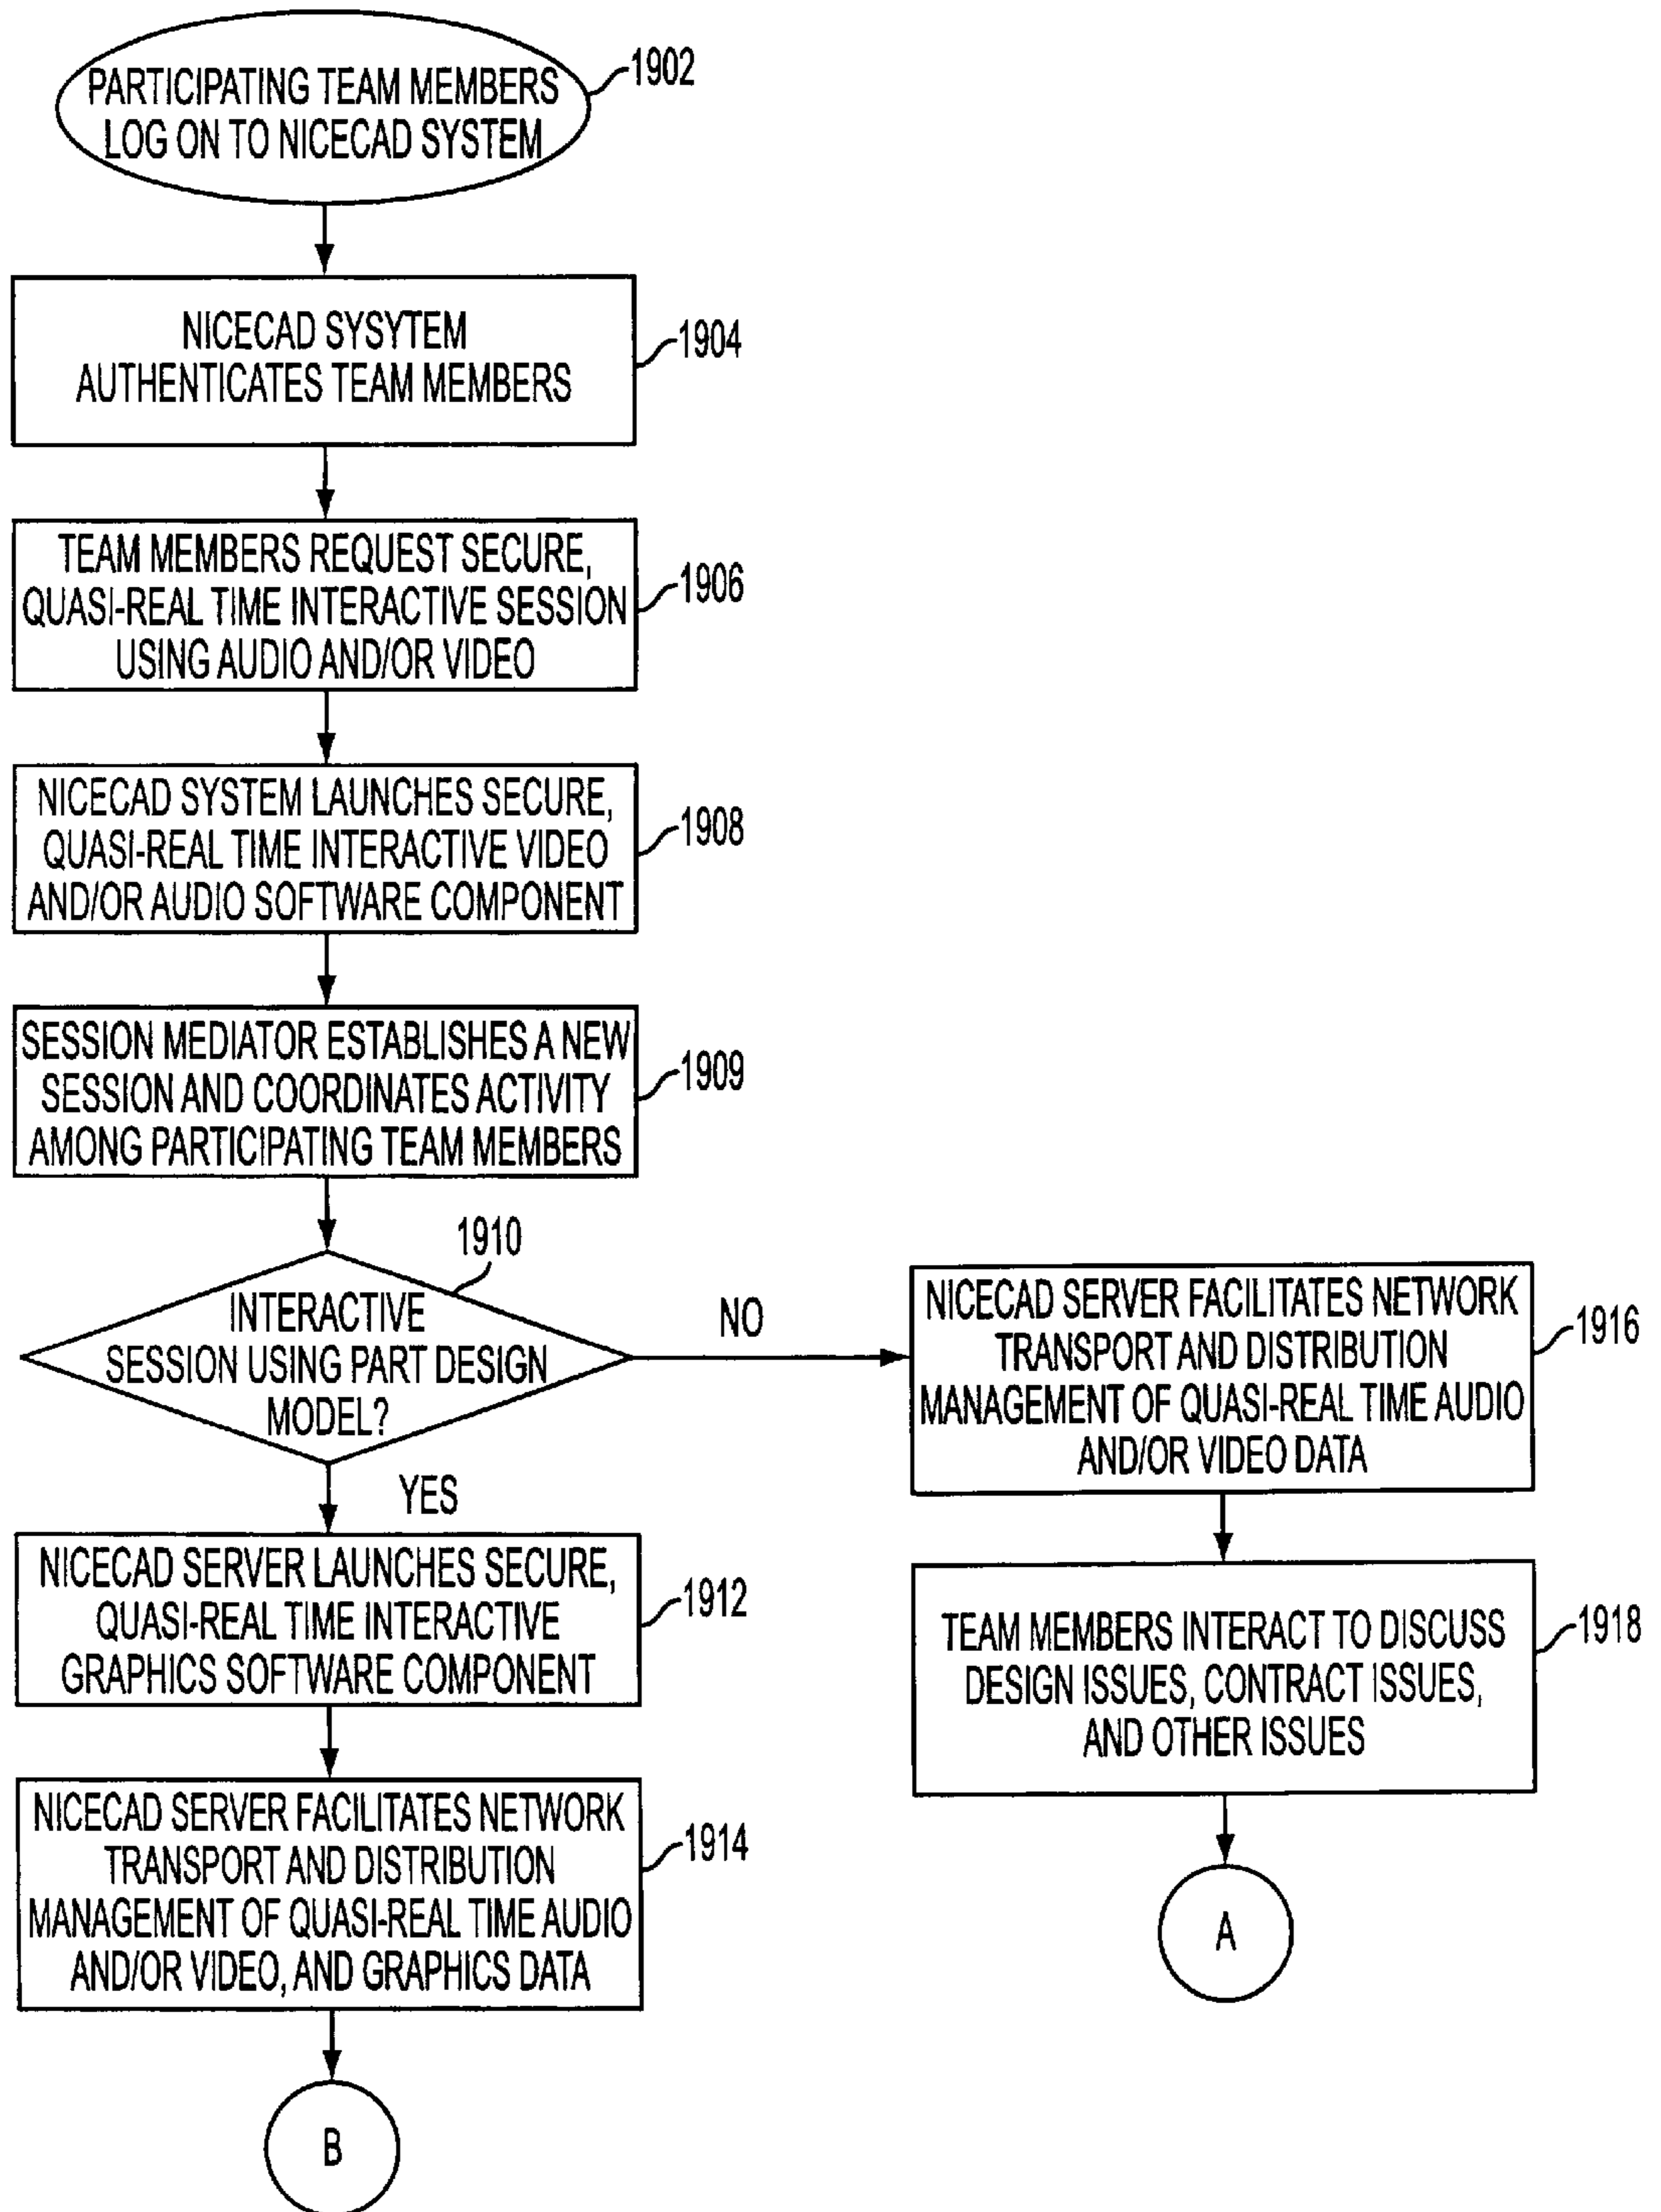 PARTICIPATING TEAM MEMBERS
LOG ON TO NICECAD SYSTEM
1902
NICECAD SYSYTEM
AUTHENTICATES TEAM MEMBERS
1904
TEAM MEMBERS REQUEST SECURE,
QUASI-REAL TIME INTERACTIVE SESSION
USING AUDIO AND/OR VIDEO
1906
NICECAD SYSTEM LAUNCHES SECURE,
QUASI-REAL TIME INTERACTIVE VIDEO
AND/OR AUDIO SOFTWARE COMPONENT
1908
SESSION MEDIATOR ESTABLISHES A NEW
SESSION AND COORDINATES ACTIVITY
AMONG PARTICIPATING TEAM MEMBERS
1909
1910
INTERACTIVE
SESSION USING PART DESIGN
MODEL?
NO
YES
NICECAD SERVER LAUNCHES SECURE,
QUASI-REAL TIME INTERACTIVE
GRAPHICS SOFTWARE COMPONENT
1912
NICECAD SERVER FACILITATES NETWORK
TRANSPORT AND DISTRIBUTION
MANAGEMENT OF QUASI-REAL TIME AUDIO
AND/OR VIDEO, AND GRAPHICS DATA
1914
B
NICECAD SERVER FACILITATES NETWORK
TRANSPORT AND DISTRIBUTION
MANAGEMENT OF QUASI-REAL TIME AUDIO
AND/OR VIDEO DATA
1916
TEAM MEMBERS INTERACT TO DISCUSS
DESIGN ISSUES, CONTRACT ISSUES,
AND OTHER ISSUES
1918
A